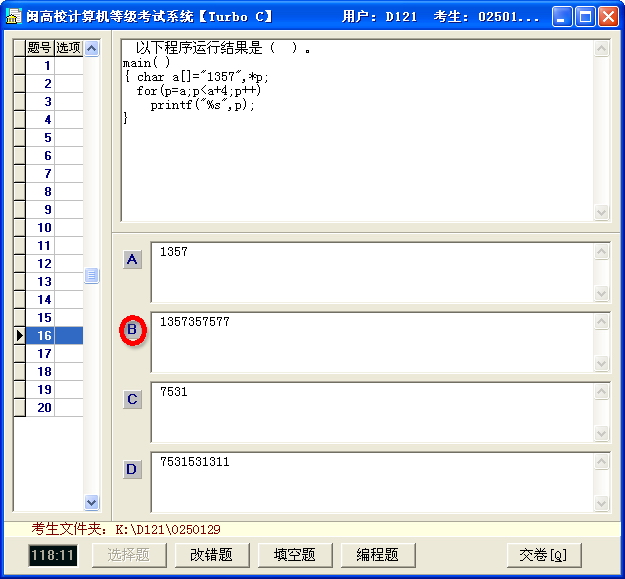 闽高校计算机等级考试系统【Turbo C】 用户: D121 考生: 02501...
题号 选项
1
2
3
4
5
6
7
8
9
10
11
12
13
14
15
16
17
18
19
20
以下程序运行结果是（ ）。
main( )
{ char a[]="1357",*p;
for(p=a;p<a+4;p++)
printf("%s",p);
}
A 1357
B 1357357577
C 7531
D 7531531311
考生文件夹: K:\D121\0250129
118:11 选择题 改错题 填空题 编程题 交卷[Q]